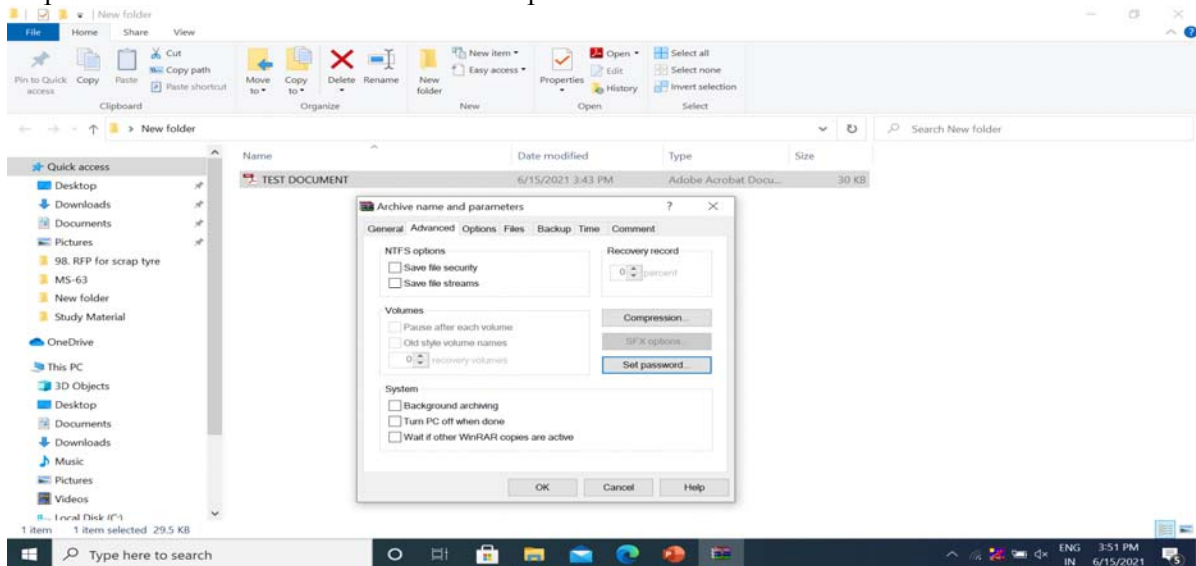 New folder
File Home Share View
Pin to Quick access
Copy
Paste
Cut
Copy path
Paste shortcut
Clipboard
Move to
Copy to
Delete
Rename
Organize
New folder
New item
Easy access
New
Properties
Open
Edit
History
Open
Select all
Select none
Invert selection
Select
> New folder
Search New folder
Name Date modified Type Size
TEST DOCUMENT 6/15/2021 3:43 PM Adobe Acrobat Docu... 30 KB
Quick access
Desktop
Downloads
Documents
Pictures
98. RFP for scrap tyre
MS-63
New folder
Study Material
OneDrive
This PC
3D Objects
Desktop
Documents
Downloads
Music
Pictures
Videos
Local Disk (C:)
Archive name and parameters ? ×
General Advanced Options Files Backup Time Comment
NTFS options
Save file security
Save file streams
Recovery record
0 percent
Volumes
Pause after each volume
Old style volume names
0 recovery volumes
Compression...
SFX options...
Set password...
System
Background archiving
Turn PC off when done
Wait if other WinRAR copies are active
OK Cancel Help
1 item 1 item selected 29.5 KB
Type here to search
ENG
IN
3:51 PM
6/15/2021
5